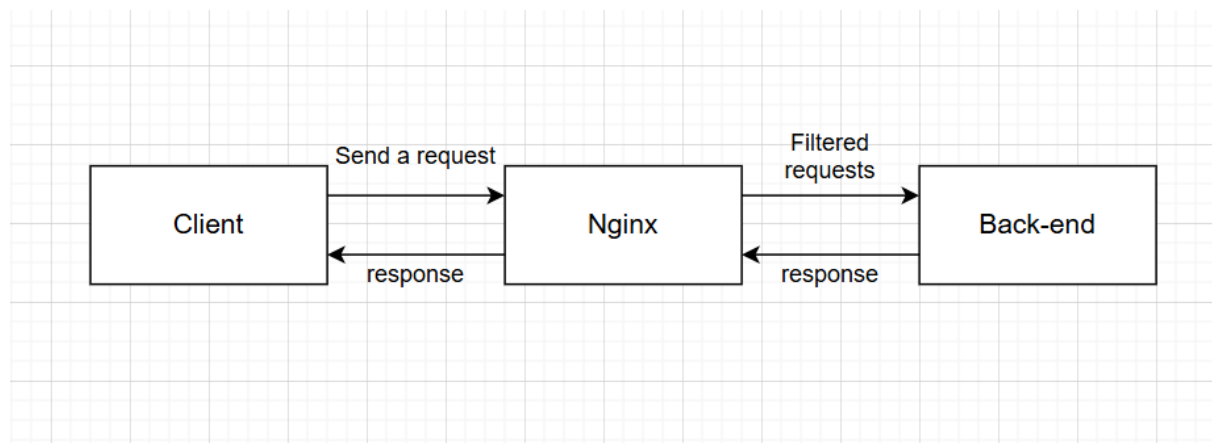 Send a request
Filtered
requests
Client
Nginx
Back-end
response
response